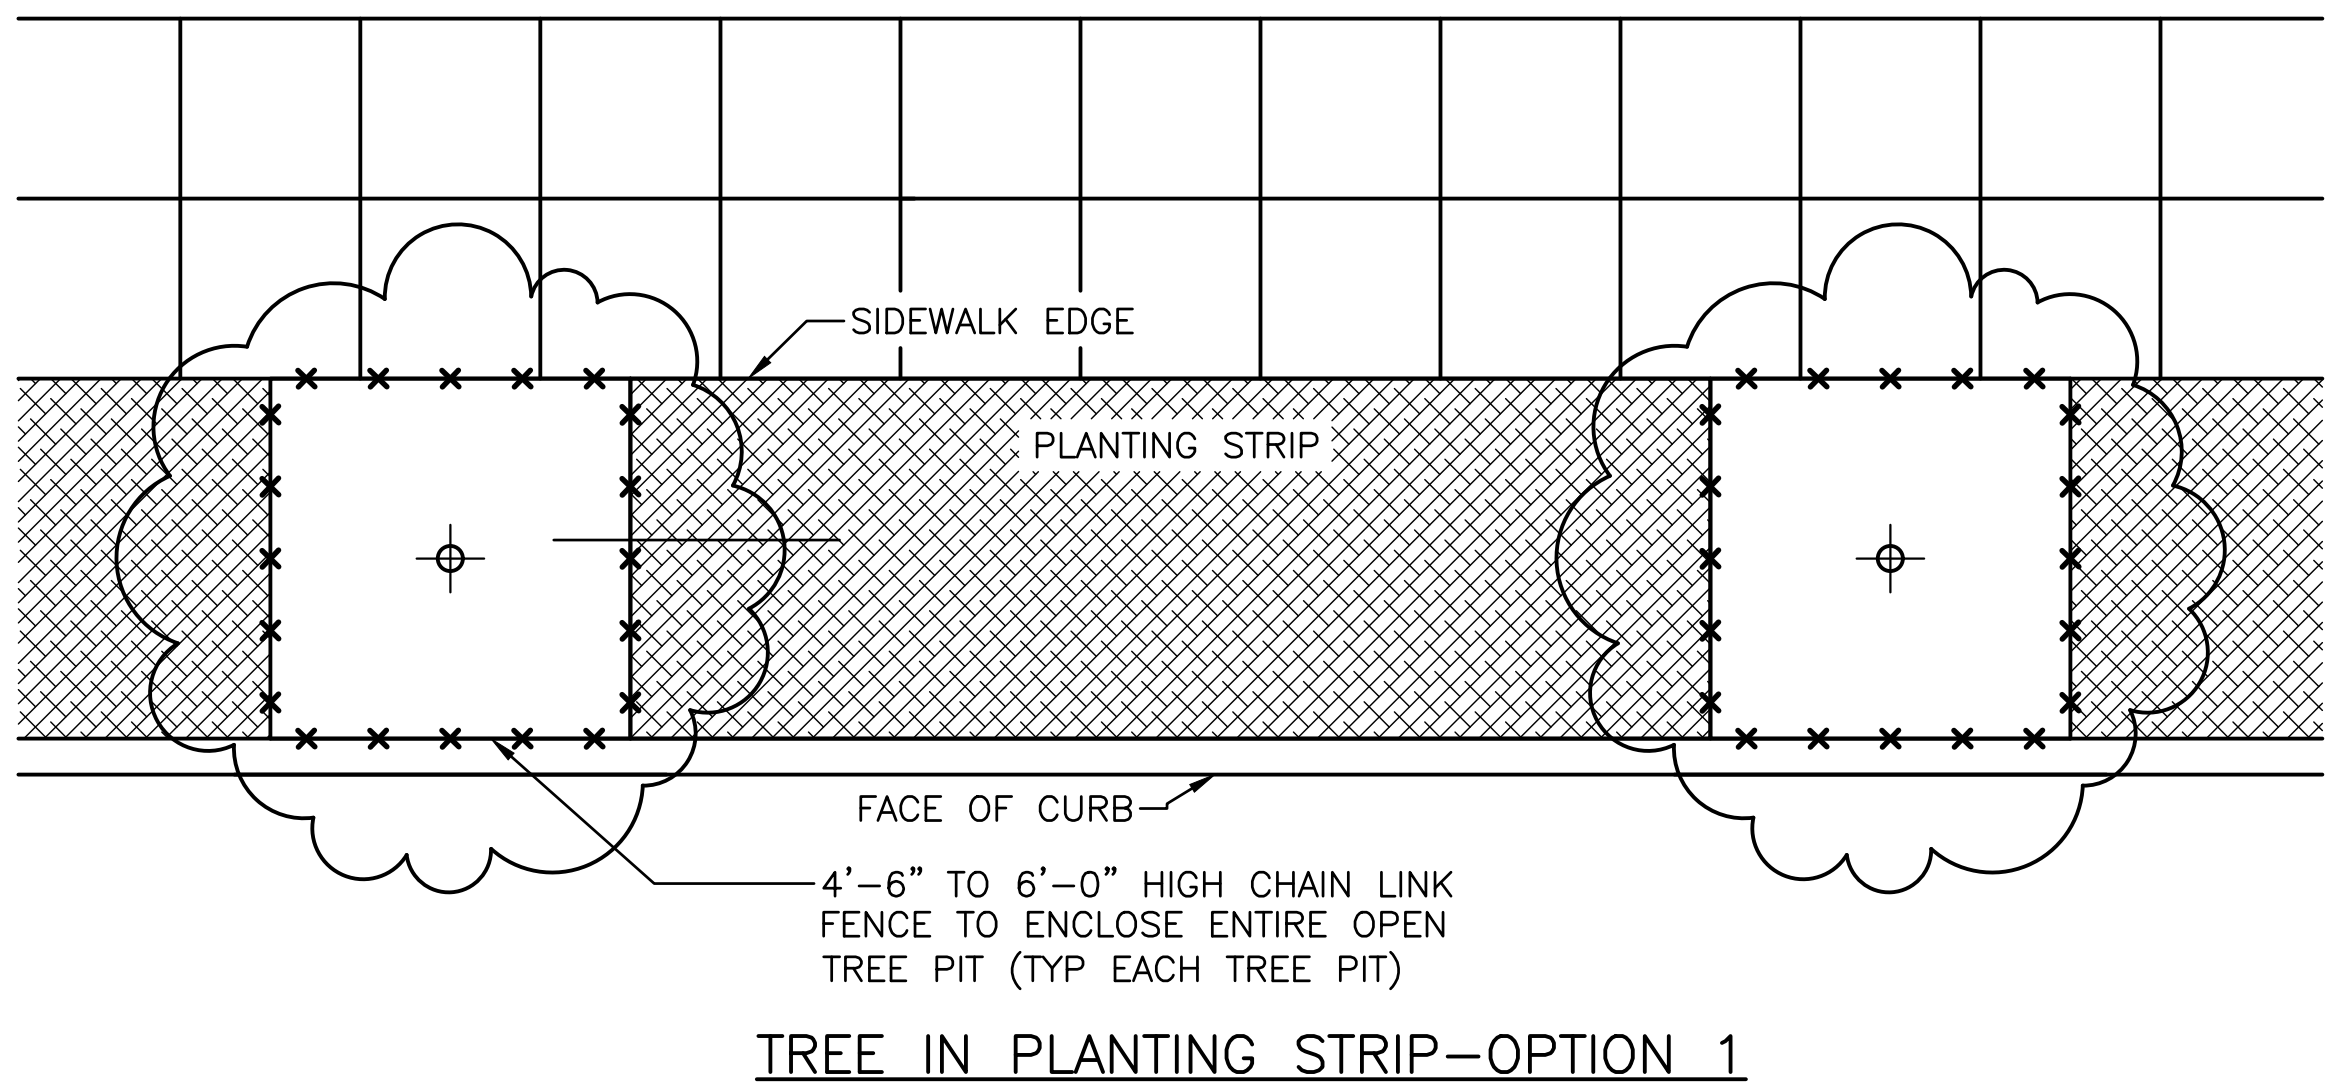 SIDEWALK EDGE
PLANTING STRIP
FACE OF CURB
4'-6" TO 6'-0" HIGH CHAIN LINK
FENCE TO ENCLOSE ENTIRE OPEN
TREE PIT (TYP EACH TREE PIT)
TREE IN PLANTING STRIP-OPTION 1